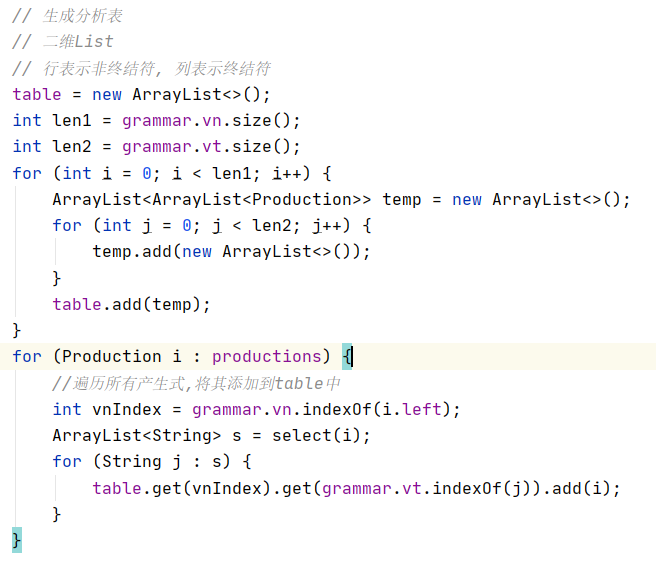 // 生成分析表
// 二维List
// 行表示非终结符, 列表示终结符
table = new ArrayList<>();
int len1 = grammar.vn.size();
int len2 = grammar.vt.size();
for (int i = 0; i < len1; i++) {
    ArrayList<ArrayList<Production>> temp = new ArrayList<>();
    for (int j = 0; j < len2; j++) {
        temp.add(new ArrayList<>());
    }
    table.add(temp);
}
for (Production i : productions) {
    //遍历所有产生式,将其添加到table中
    int vnIndex = grammar.vn.indexOf(i.left);
    ArrayList<String> s = select(i);
    for (String j : s) {
        table.get(vnIndex).get(grammar.vt.indexOf(j)).add(i);
    }
}